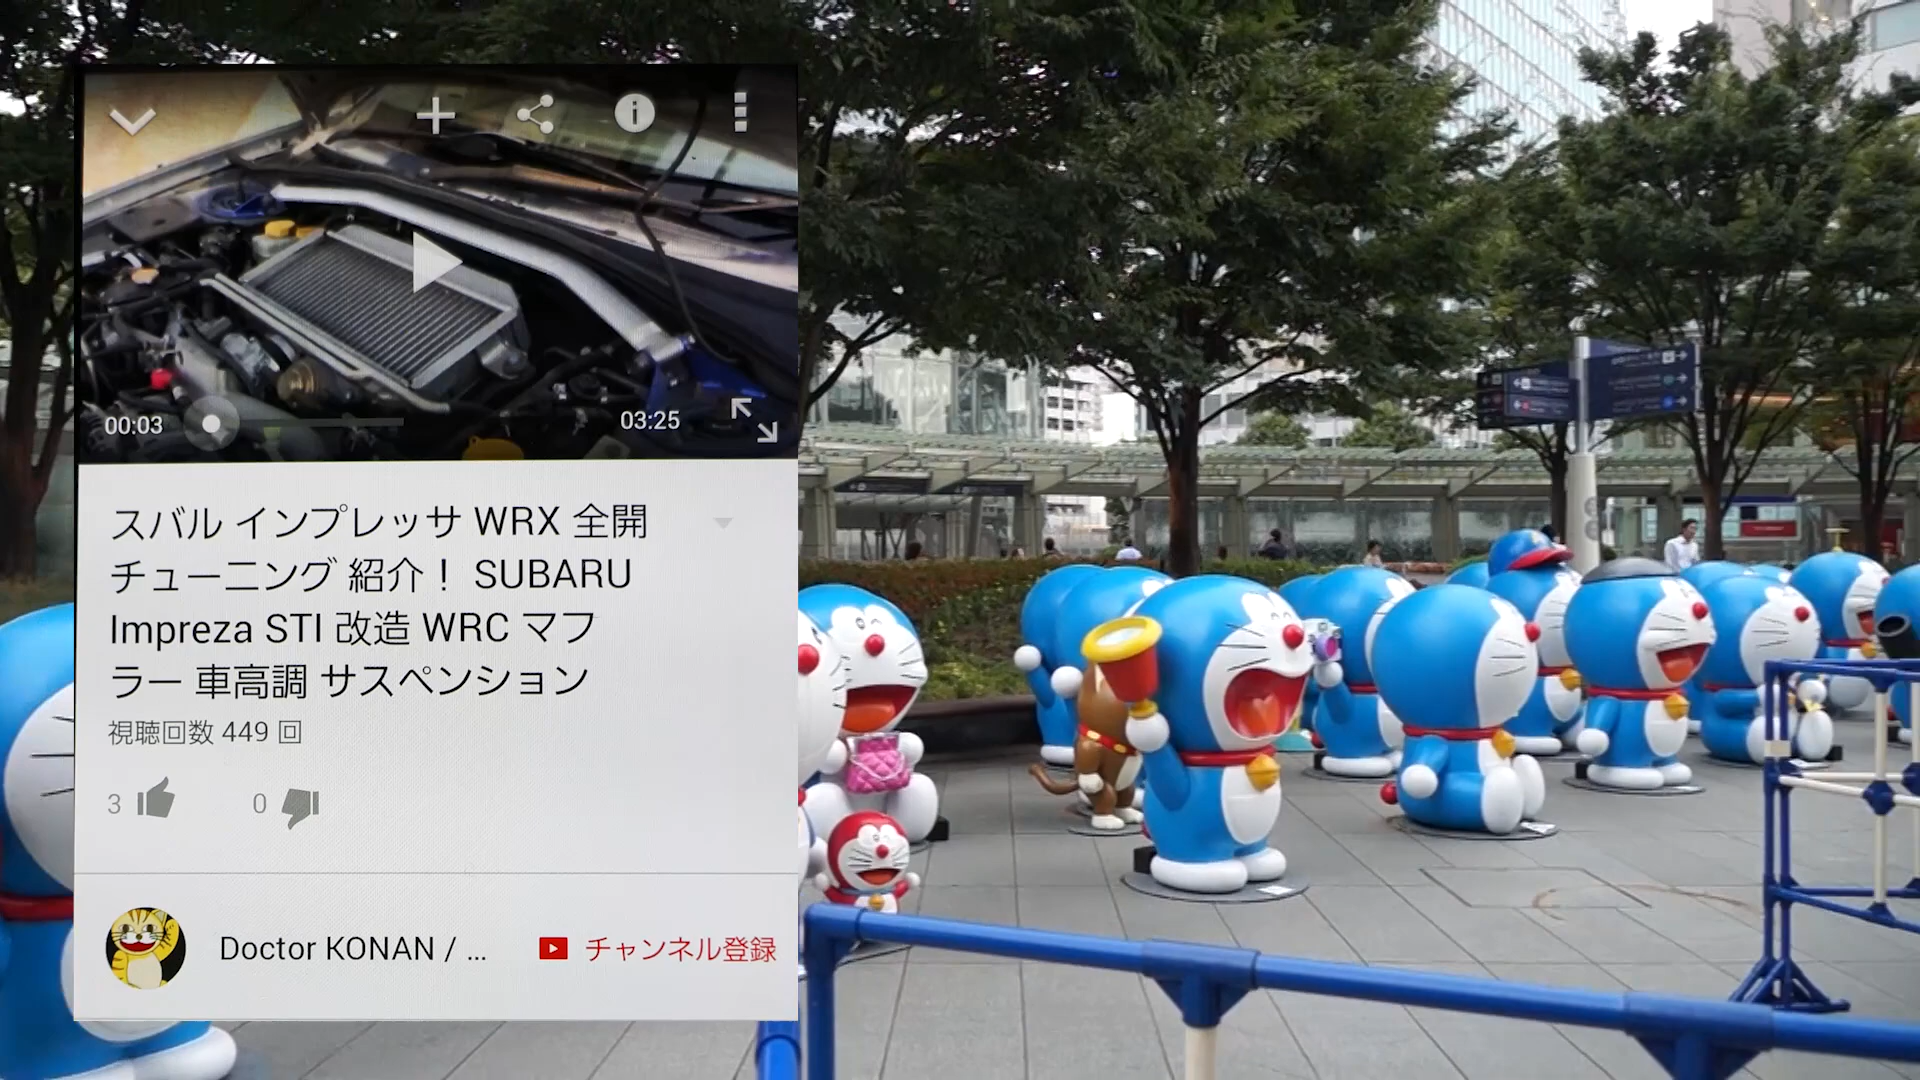 00:03
03:25
スバル インプレッサ WRX 全開
チューニング 紹介！ SUBARU
Impreza STI 改造 WRC マフ
ラー 車高調 サスペンション
視聴回数 449 回
3
0
Doctor KONAN / ...
チャンネル登録